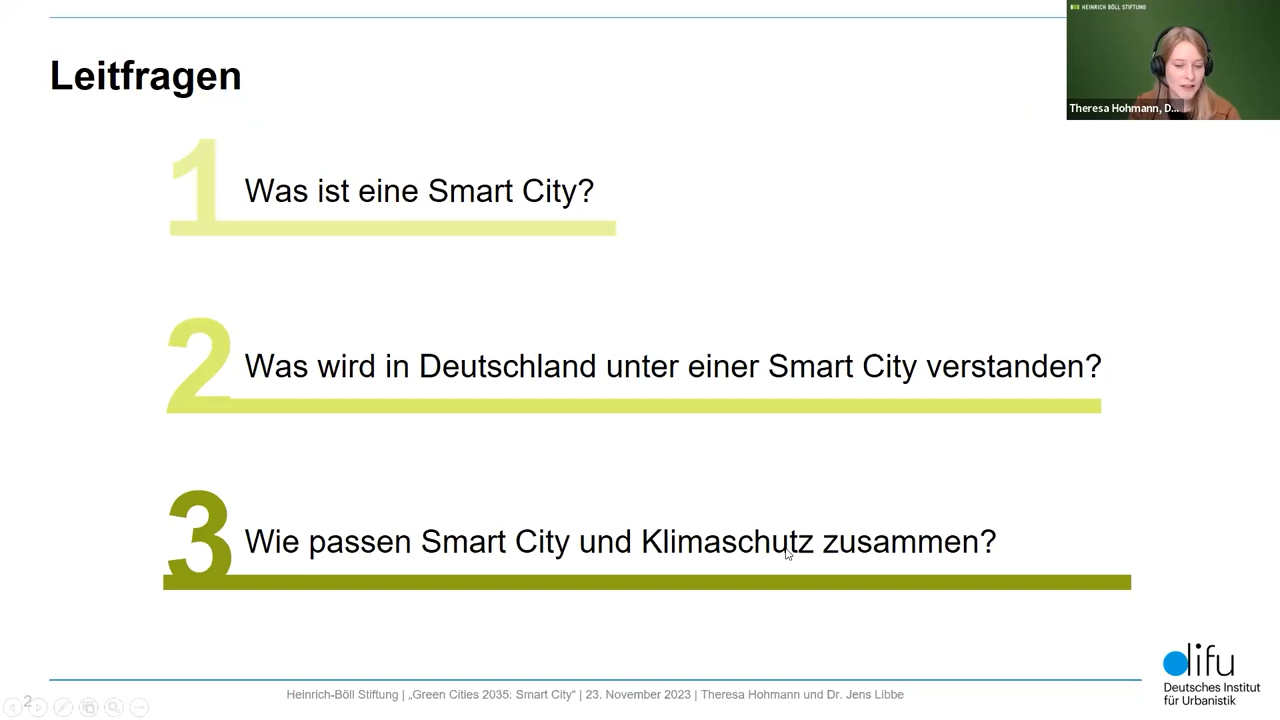 HEINRICH BÖLL STIFTUNG
Leitfragen
Theresa Hohmann, D...
1 Was ist eine Smart City?
2 Was wird in Deutschland unter einer Smart City verstanden?
3 Wie passen Smart City und Klimaschutz zusammen?
difu
Deutsches Institut
für Urbanistik
Heinrich-Böll Stiftung | „Green Cities 2035: Smart City“ | 23. November 2023 | Theresa Hohmann und Dr. Jens Libbe
2